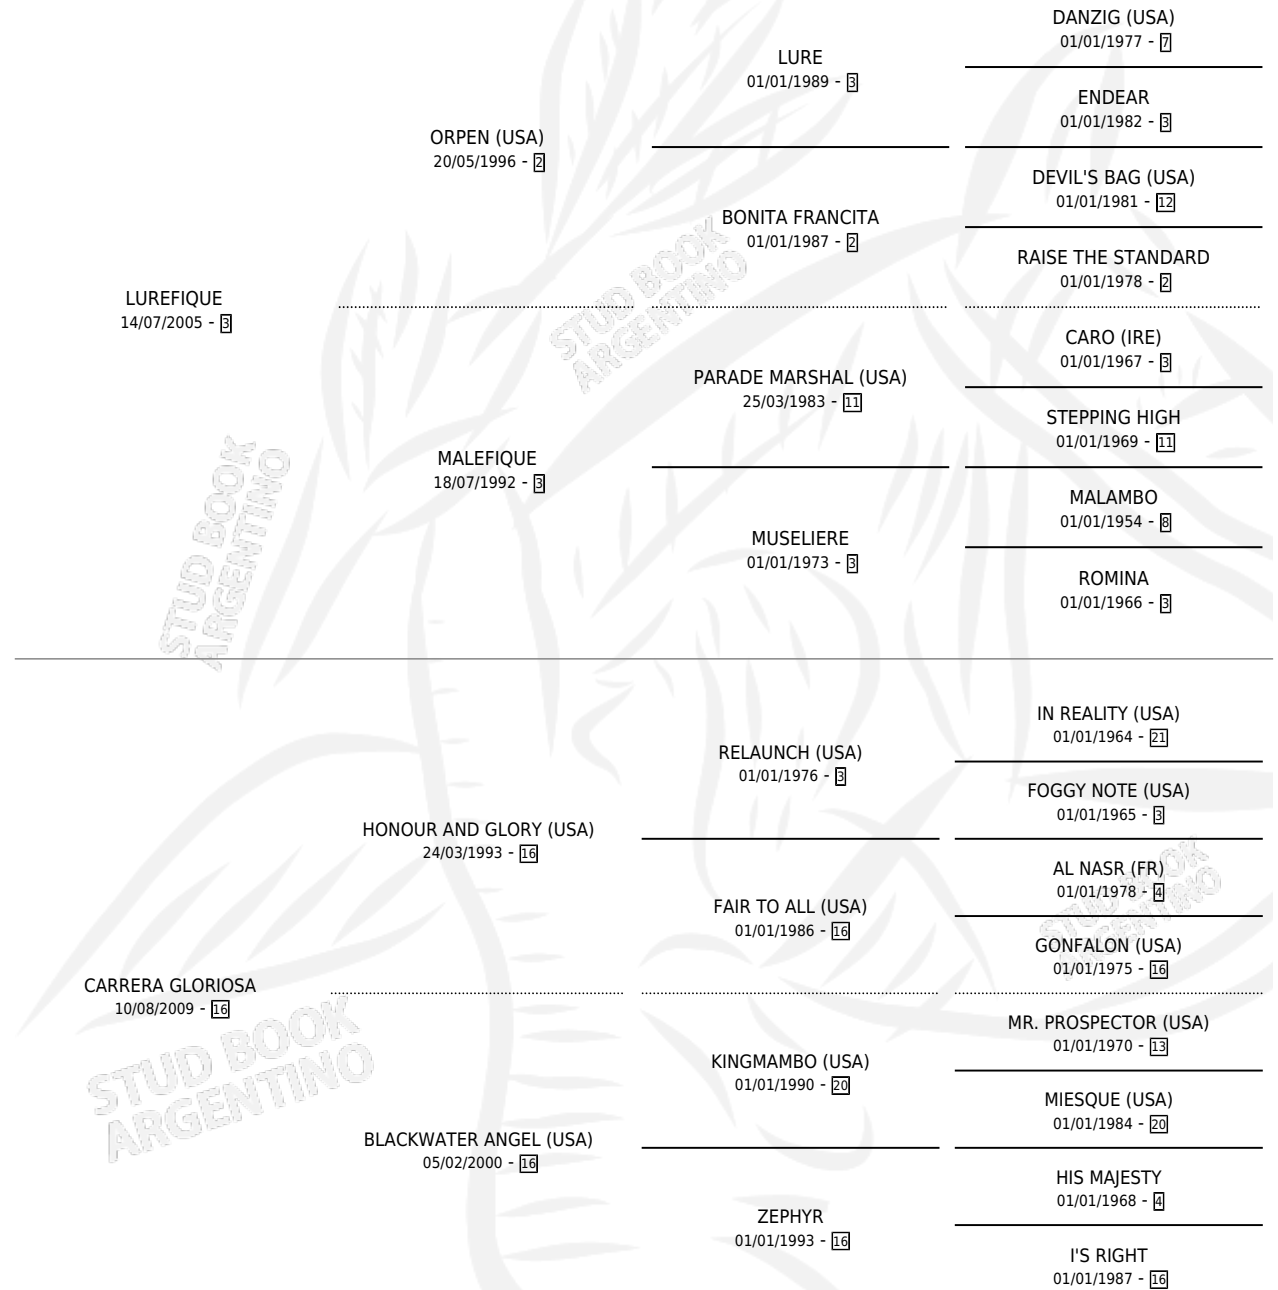 DANZIG (USA)
01/01/1977 - 7
LURE
01/01/1989 - 3
ENDEAR
01/01/1982 - 3
ORPEN (USA)
20/05/1996 - 2
DEVIL'S BAG (USA)
01/01/1981 - 12
BONITA FRANCITA
01/01/1987 - 2
RAISE THE STANDARD
01/01/1978 - 2
LUREFIQUE
14/07/2005 - 3
STUD BOOK
ARGENTINO
CARO (IRE)
01/01/1967 - 3
PARADE MARSHAL (USA)
25/03/1983 - 11
STEPPING HIGH
01/01/1969 - 11
MALEFIQUE
18/07/1992 - 3
MALAMBO
01/01/1954 - 8
MUSELIERE
01/01/1973 - 3
ROMINA
01/01/1966 - 3
STUD BOOK
ARGENTINO
IN REALITY (USA)
01/01/1964 - 21
RELAUNCH (USA)
01/01/1976 - 3
FOGGY NOTE (USA)
01/01/1965 - 3
HONOUR AND GLORY (USA)
24/03/1993 - 16
AL NASR (FR)
01/01/1978 - 4
FAIR TO ALL (USA)
01/01/1986 - 16
STUD BOOK
ARGENTINO
GONFALON (USA)
01/01/1975 - 16
CARRERA GLORIOSA
10/08/2009 - 16
MR. PROSPECTOR (USA)
01/01/1970 - 13
KINGMAMBO (USA)
01/01/1990 - 20
STUD BOOK
ARGENTINO
MIESQUE (USA)
01/01/1984 - 20
BLACKWATER ANGEL (USA)
05/02/2000 - 16
HIS MAJESTY
01/01/1968 - 4
ZEPHYR
01/01/1993 - 16
I'S RIGHT
01/01/1987 - 16